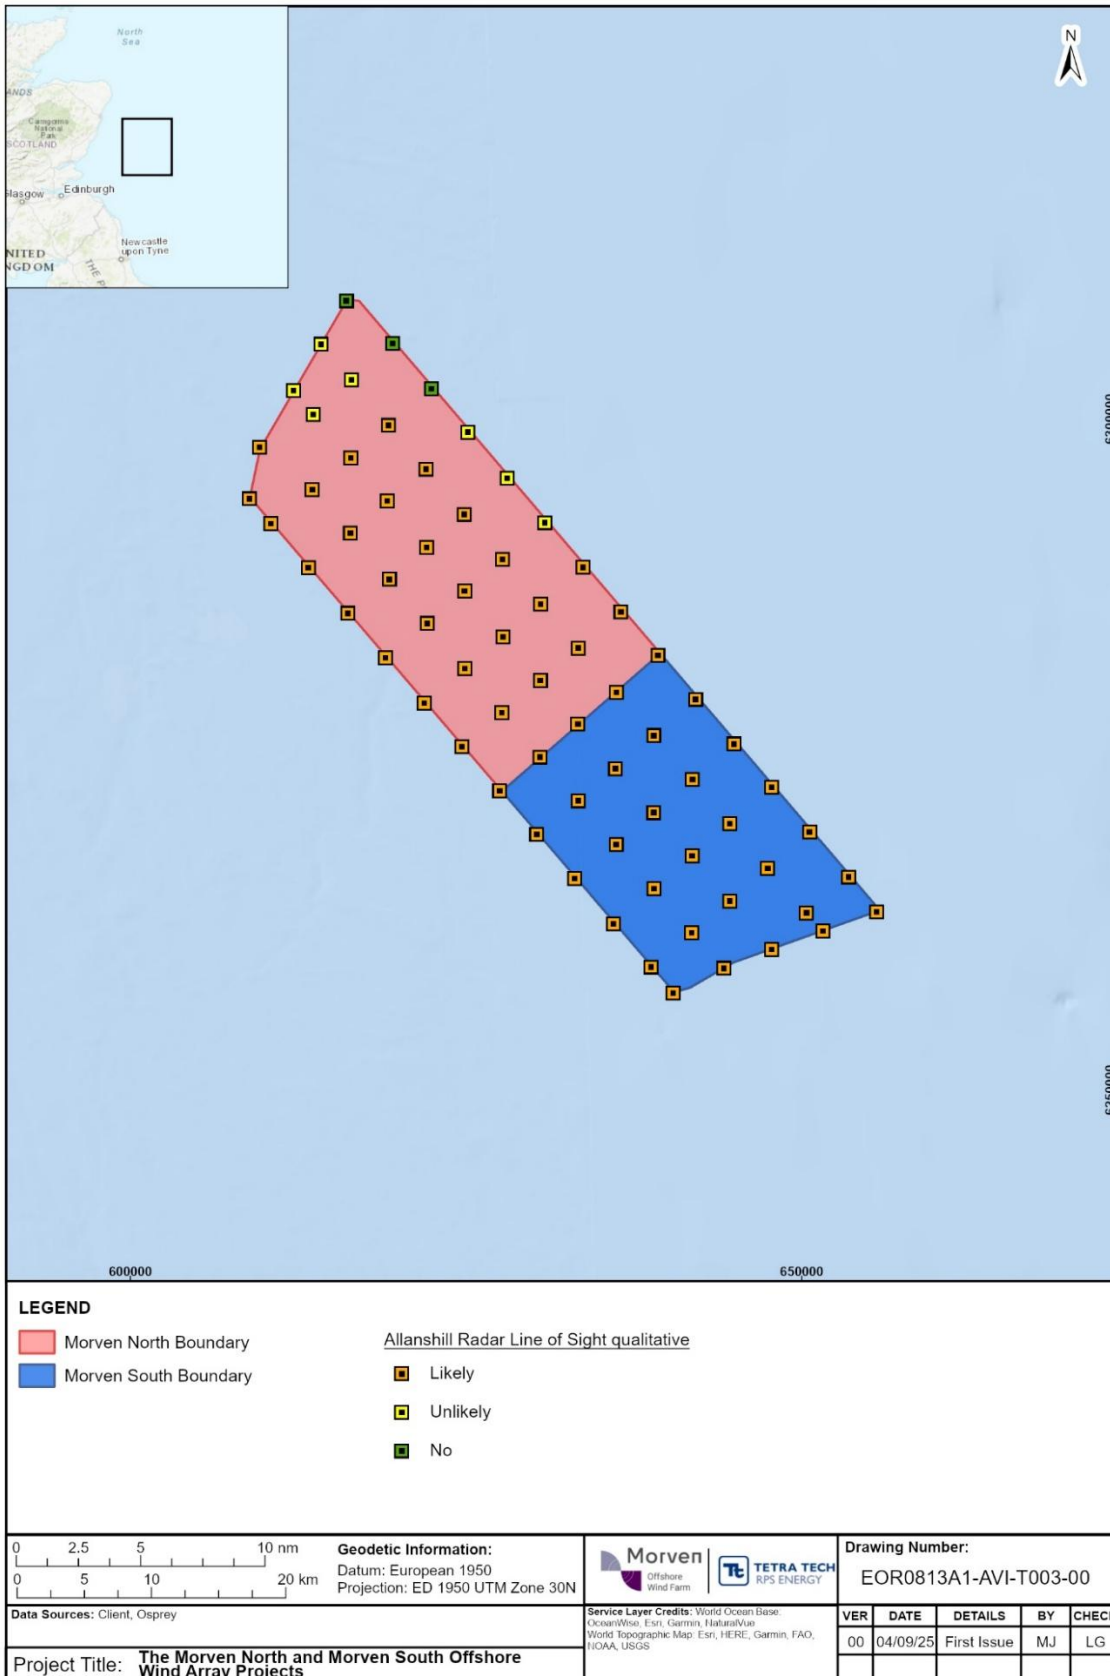 North
Sea
N
ANDS
Cairngorms
National
Park
SCOTLAND
Glasgow
Edinburgh
NITED
NGDOM
Newcastle
upon Tyne
THE P
600000
650000
LEGEND
Morven North Boundary
Morven South Boundary
Allanshill Radar Line of Sight qualitative
Likely
Unlikely
No
0 2.5 5 10 nm
0 5 10 20 km
Geodetic Information:
Datum: European 1950
Projection: ED 1950 UTM Zone 30N
Morven
Offshore
Wind Farm
Tt TETRA TECH
RPS ENERGY
Drawing Number:
EOR0813A1-AVI-T003-00
Data Sources: Client, Osprey
Service Layer Credits: World Ocean Base:
OceanWise, Esri, Garmin, NaturalVue
World Topographic Map: Esri, HERE, Garmin, FAO,
NOAA, USGS
VER DATE DETAILS BY CHECK
00 04/09/25 First Issue MJ LG
Project Title: The Morven North and Morven South Offshore
Wind Array Projects